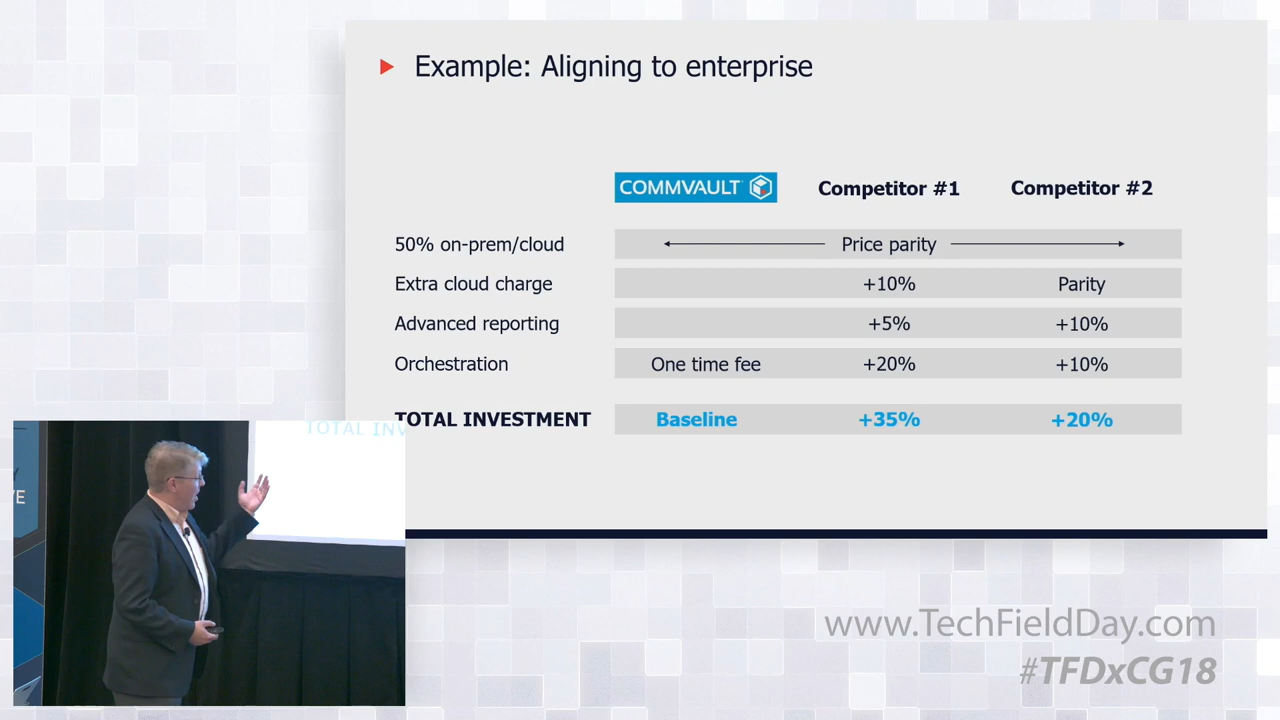 Example: Aligning to enterprise
COMMVAULT Competitor #1 Competitor #2
50% on-prem/cloud Price parity
Extra cloud charge +10% Parity
Advanced reporting +5% +10%
Orchestration One time fee +20% +10%
TOTAL INVESTMENT Baseline +35% +20%
TOTAL INV
www.TechFieldDay.com
#TFDxCG18